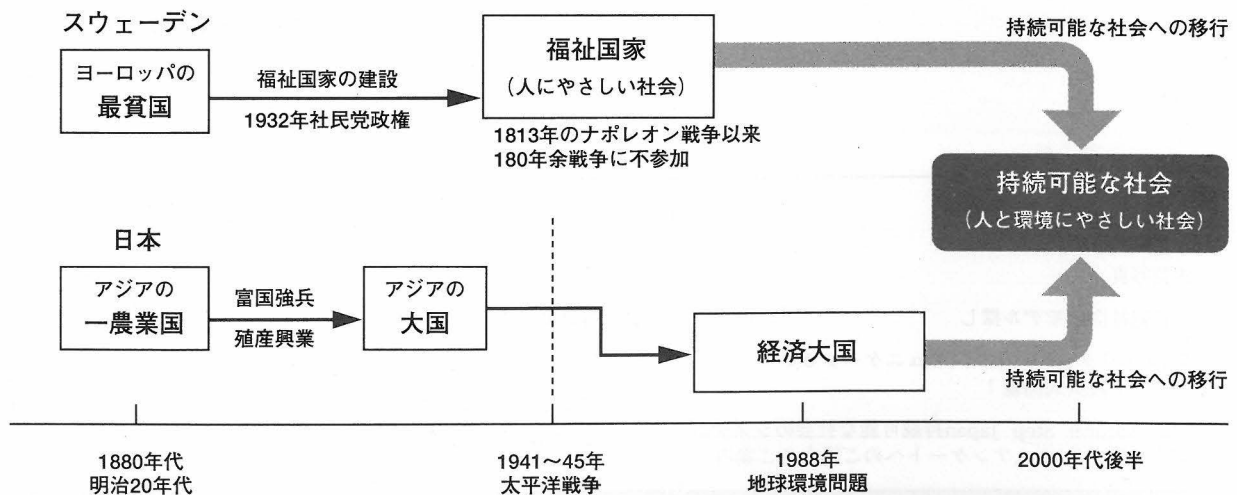 スウェーデン
ヨーロッパの
最貧国
福祉国家の建設
1932年社民党政権
福祉国家
(人にやさしい社会)
1813年のナポレオン戦争以来
180年余戦争に不参加
持続可能な社会への移行
持続可能な社会
(人と環境にやさしい社会)
日本
アジアの
一農業国
富国強兵
殖産興業
アジアの
大国
経済大国
持続可能な社会への移行
1880年代
明治20年代
1941～45年
太平洋戦争
1988年
地球環境問題
2000年代後半